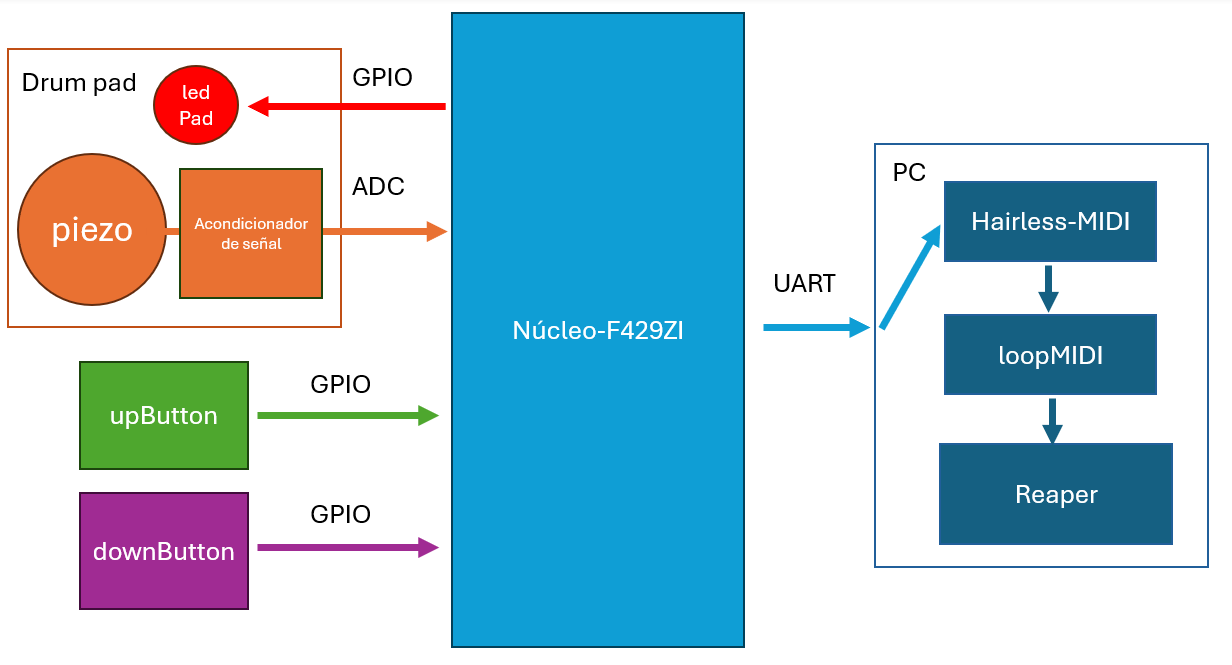 Drum pad
led
Pad
GPIO
piezo
Acondicionador
de señal
ADC
upButton
GPIO
downButton
GPIO
Núcleo-F429ZI
UART
PC
Hairless-MIDI
loopMIDI
Reaper